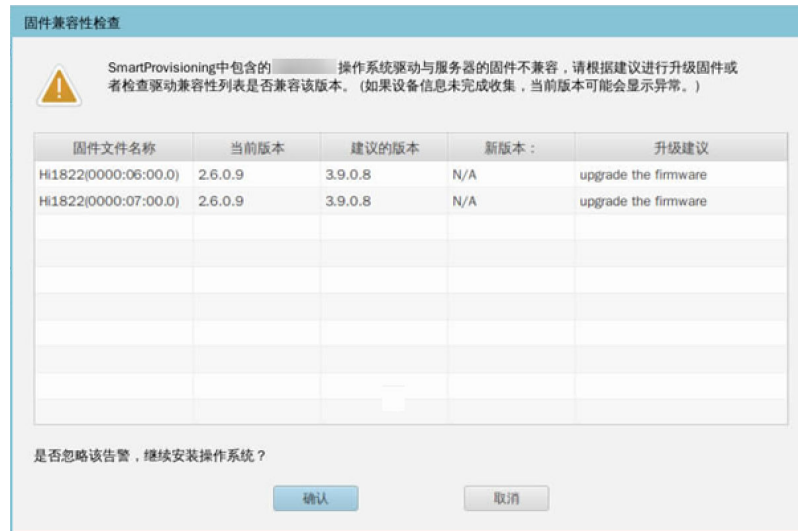 固件兼容性检查
SmartProvisioning中包含的 操作系统驱动与服务器的固件不兼容，请根据建议进行升级固件或
者检查驱动兼容性列表是否兼容该版本。(如果设备信息未完成收集，当前版本可能会显示异常。)
固件文件名称 当前版本 建议的版本 新版本： 升级建议
Hi1822(0000:06:00.0) 2.6.0.9 3.9.0.8 N/A upgrade the firmware
Hi1822(0000:07:00.0) 2.6.0.9 3.9.0.8 N/A upgrade the firmware
是否忽略该告警，继续安装操作系统？
确认 取消